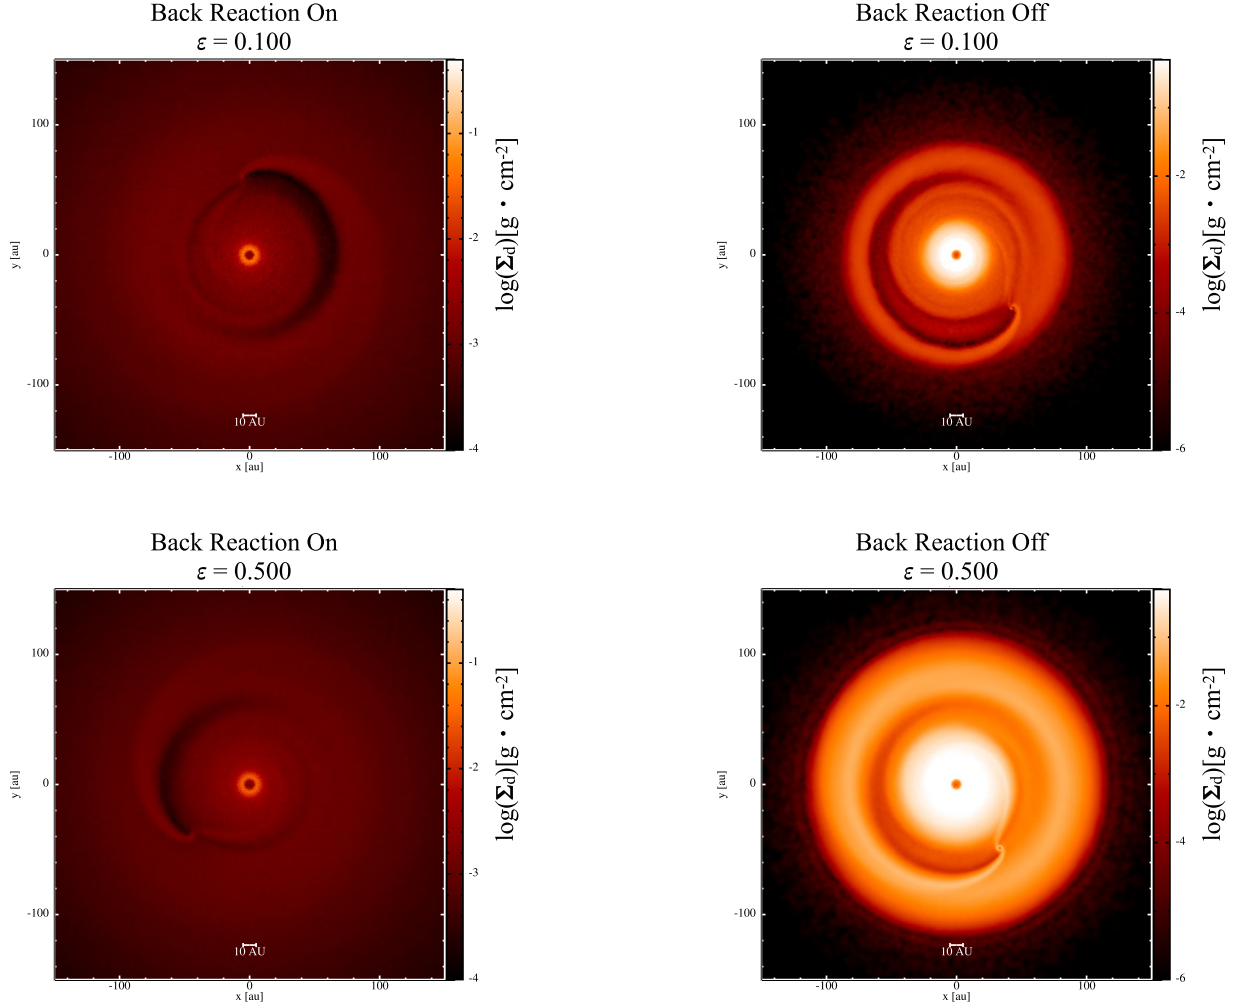 Back Reaction On
ε = 0.100
100
0
-100
y [au]
-100
0
100
x [au]
10 AU
-1
-2
-3
-4
log(Σd)[g・cm-2]
Back Reaction Off
ε = 0.100
100
0
-100
y [au]
-100
0
100
x [au]
10 AU
-2
-4
-6
log(Σd)[g・cm-2]
Back Reaction On
ε = 0.500
100
0
-100
y [au]
-100
0
100
x [au]
10 AU
-1
-2
-3
-4
log(Σd)[g・cm-2]
Back Reaction Off
ε = 0.500
100
0
-100
y [au]
-100
0
100
x [au]
10 AU
-2
-4
-6
log(Σd)[g・cm-2]